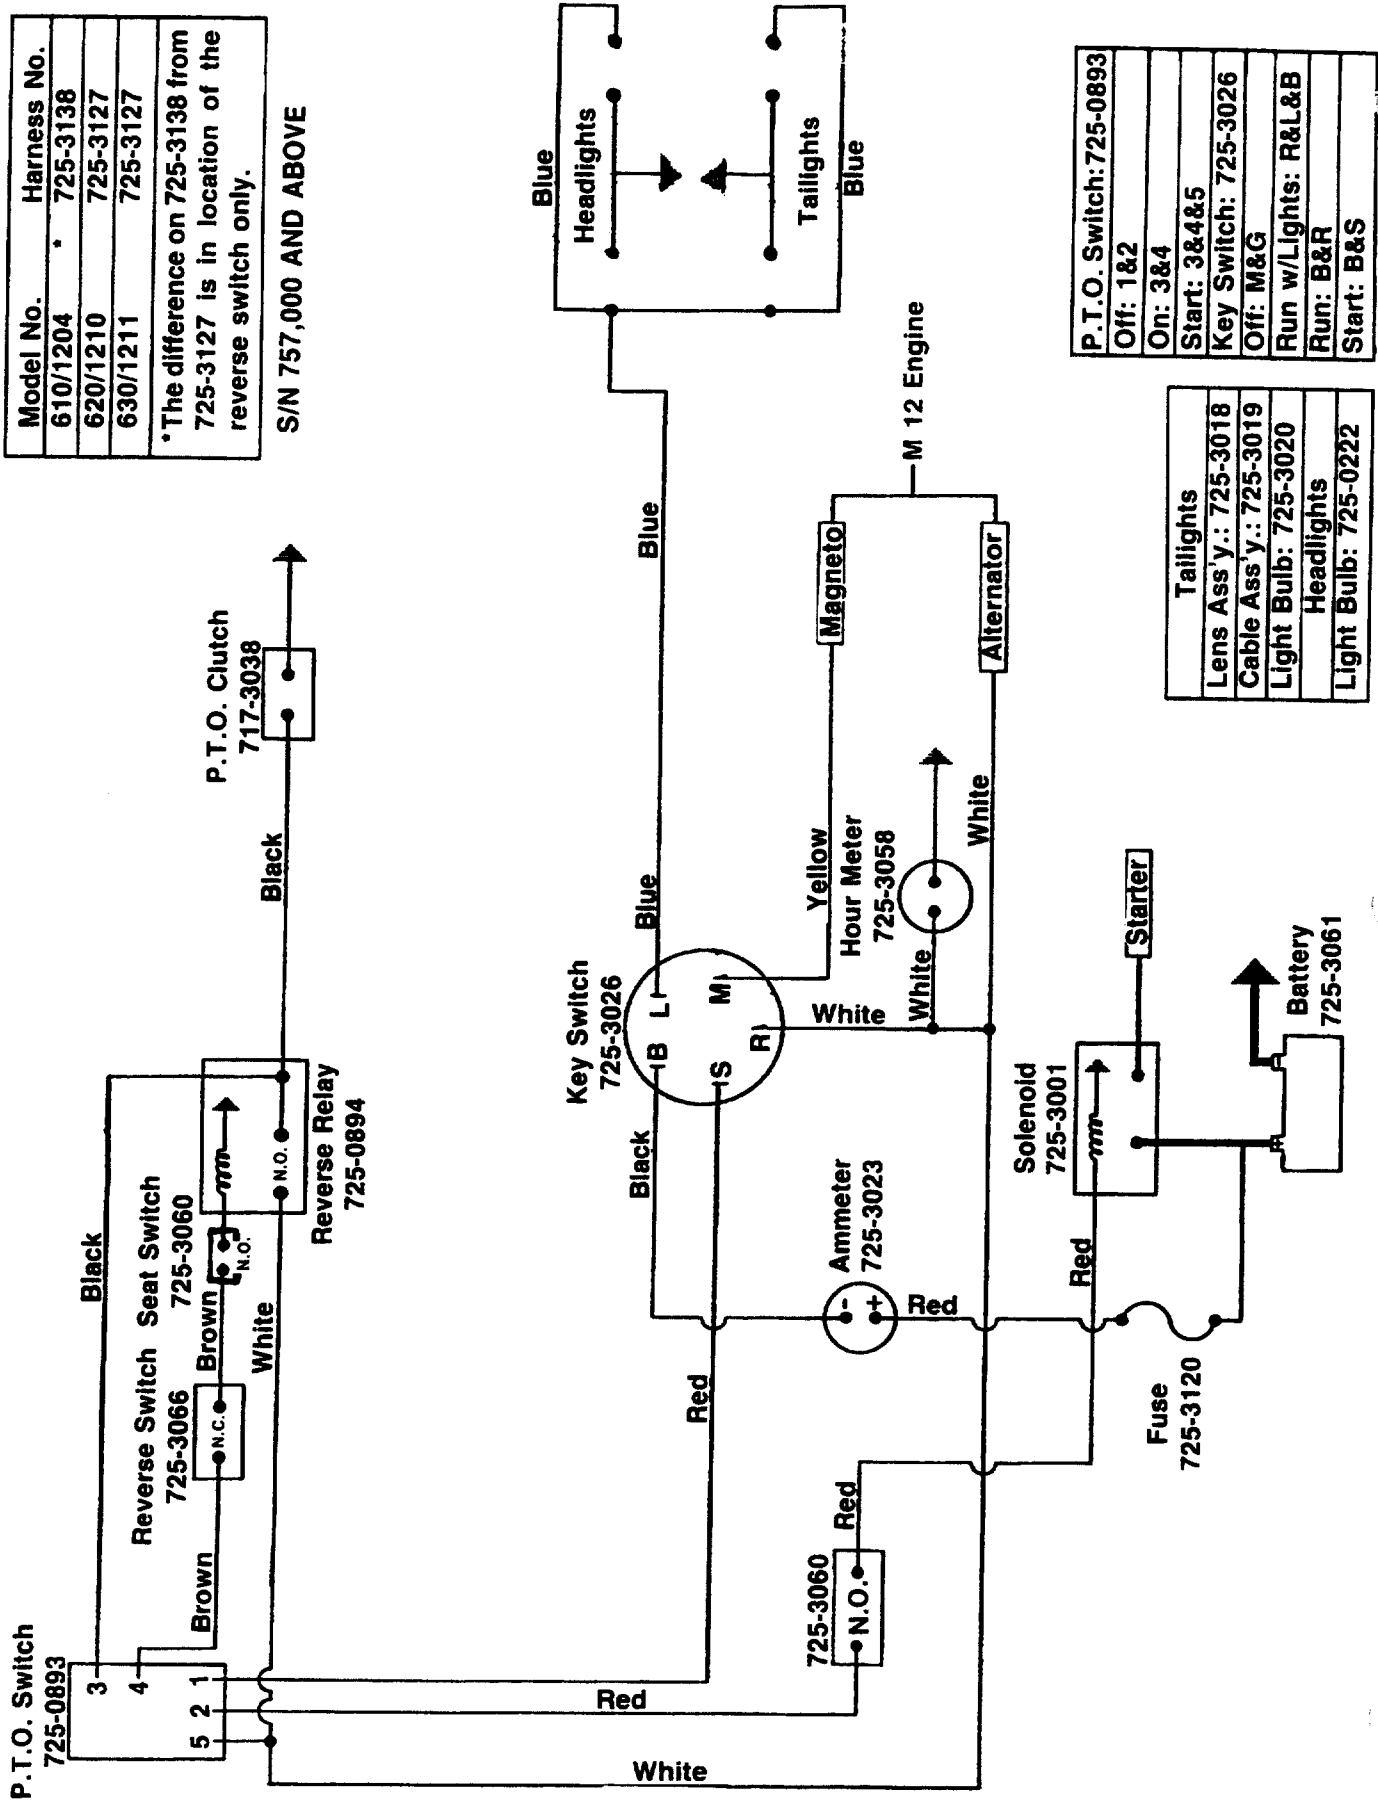 Model No. Harness No.
610/1204 * 725-3138
620/1210 725-3127
630/1211 725-3127
*The difference on 725-3138 from
725-3127 is in location of the
reverse switch only.
S/N 757,000 AND ABOVE
P.T.O. Switch
725-0893
3
4
1
2
5
Black
Brown
Reverse Switch
725-3066
N.C.
Brown
Seat Switch
725-3060
N.O.
White
N.O.
Reverse Relay
725-0894
Black
P.T.O. Clutch
717-3038
Blue
Headlights
Tailights
Blue
Key Switch
725-3026
B
L
S
M
R
Black
Blue
Blue
Red
Red
White
Yellow
White
Hour Meter
725-3058
White
Magneto
Alternator
M 12 Engine
Ammeter
725-3023
-
+
Red
725-3060
N.O.
Red
Red
White
Solenoid
725-3001
Starter
Fuse
725-3120
Battery
725-3061
+
-
P.T.O. Switch: 725-0893
Off: 1&2
On: 3&4
Start: 3&4&5
Key Switch: 725-3026
Off: M&G
Run w/Lights: R&L&B
Run: B&R
Start: B&S
Tailights
Lens Ass'y.: 725-3018
Cable Ass'y.: 725-3019
Light Bulb: 725-3020
Headlights
Light Bulb: 725-0222